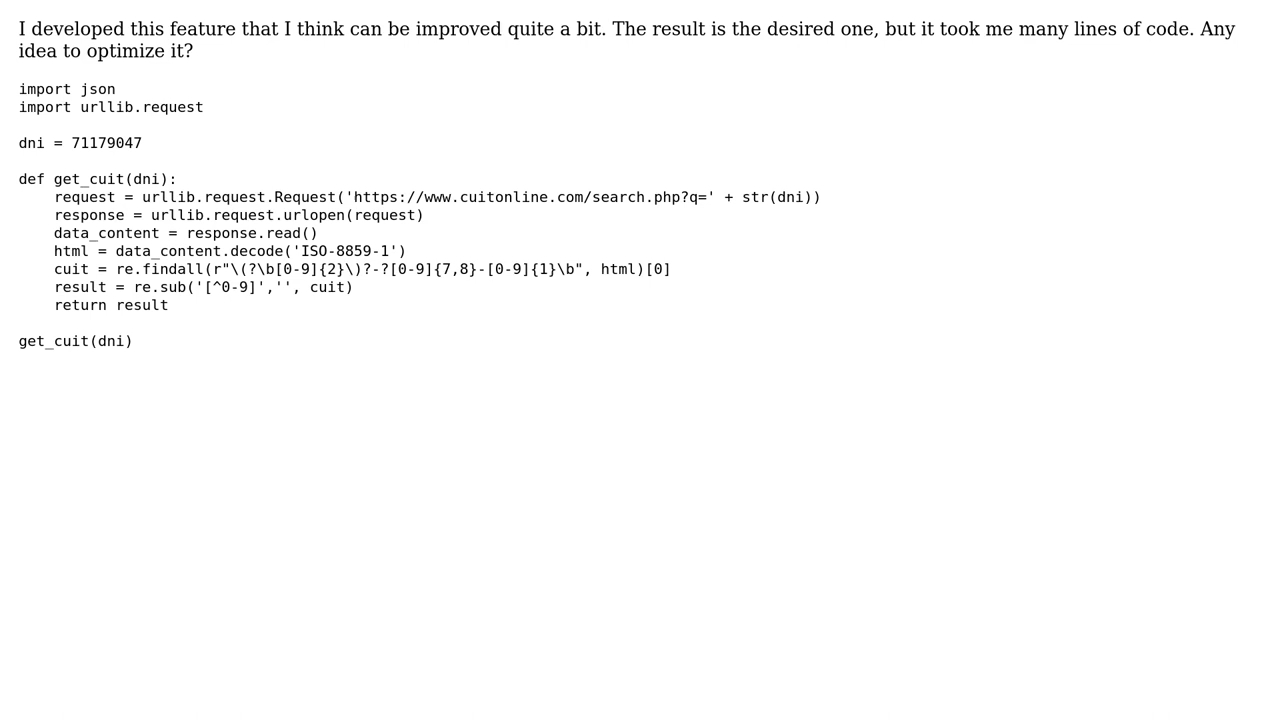 I developed this feature that I think can be improved quite a bit. The result is the desired one, but it took me many lines of code. Any
idea to optimize it?
import json
import urllib.request
dni = 71179047
def get_cuit(dni):
    request = urllib.request.Request('https://www.cuitonline.com/search.php?q=' + str(dni))
    response = urllib.request.urlopen(request)
    data_content = response.read()
    html = data_content.decode('ISO-8859-1')
    cuit = re.findall(r"\(?\b[0-9]{2}\)?-?[0-9]{7,8}-[0-9]{1}\b", html)[0]
    result = re.sub('[^0-9]','', cuit)
    return result
get_cuit(dni)